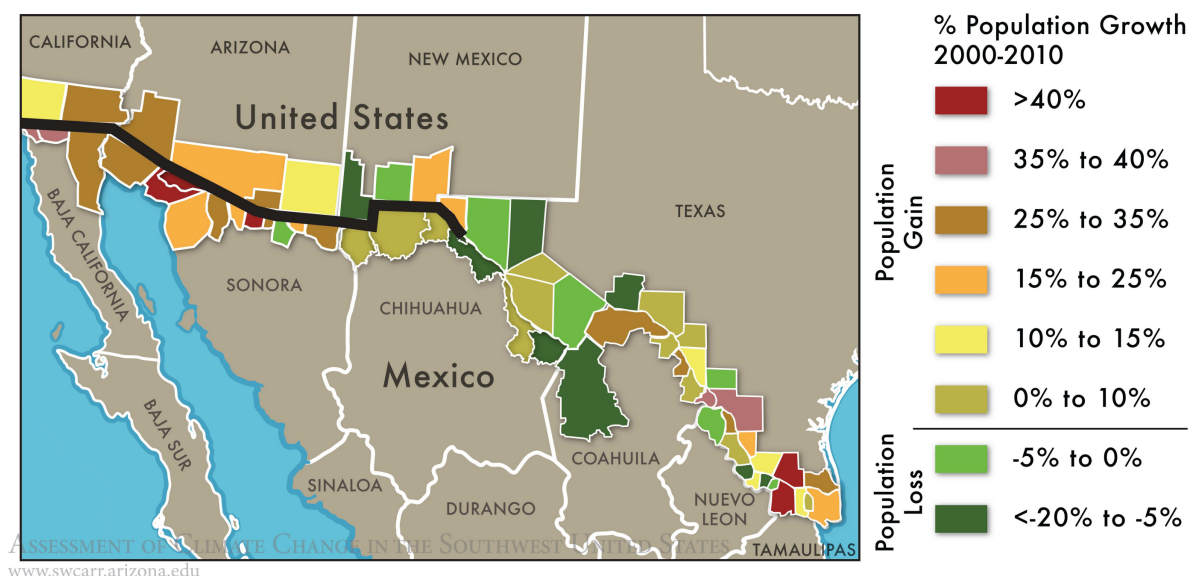 CALIFORNIA
ARIZONA
NEW MEXICO
United States
TEXAS
BAJA CALIFORNIA
SONORA
CHIHUAHUA
Mexico
BAJA SUR
COAHUILA
SINALOA
DURANGO
NUEVO
LEON
TAMAULIPAS
ASSESSMENT OF CLIMATE CHANGE IN THE SOUTHWEST UNITED STATES
www.swcarr.arizona.edu
% Population Growth
2000-2010
Population
Gain
>40%
35% to 40%
25% to 35%
15% to 25%
10% to 15%
0% to 10%
Population
Loss
-5% to 0%
<-20% to -5%